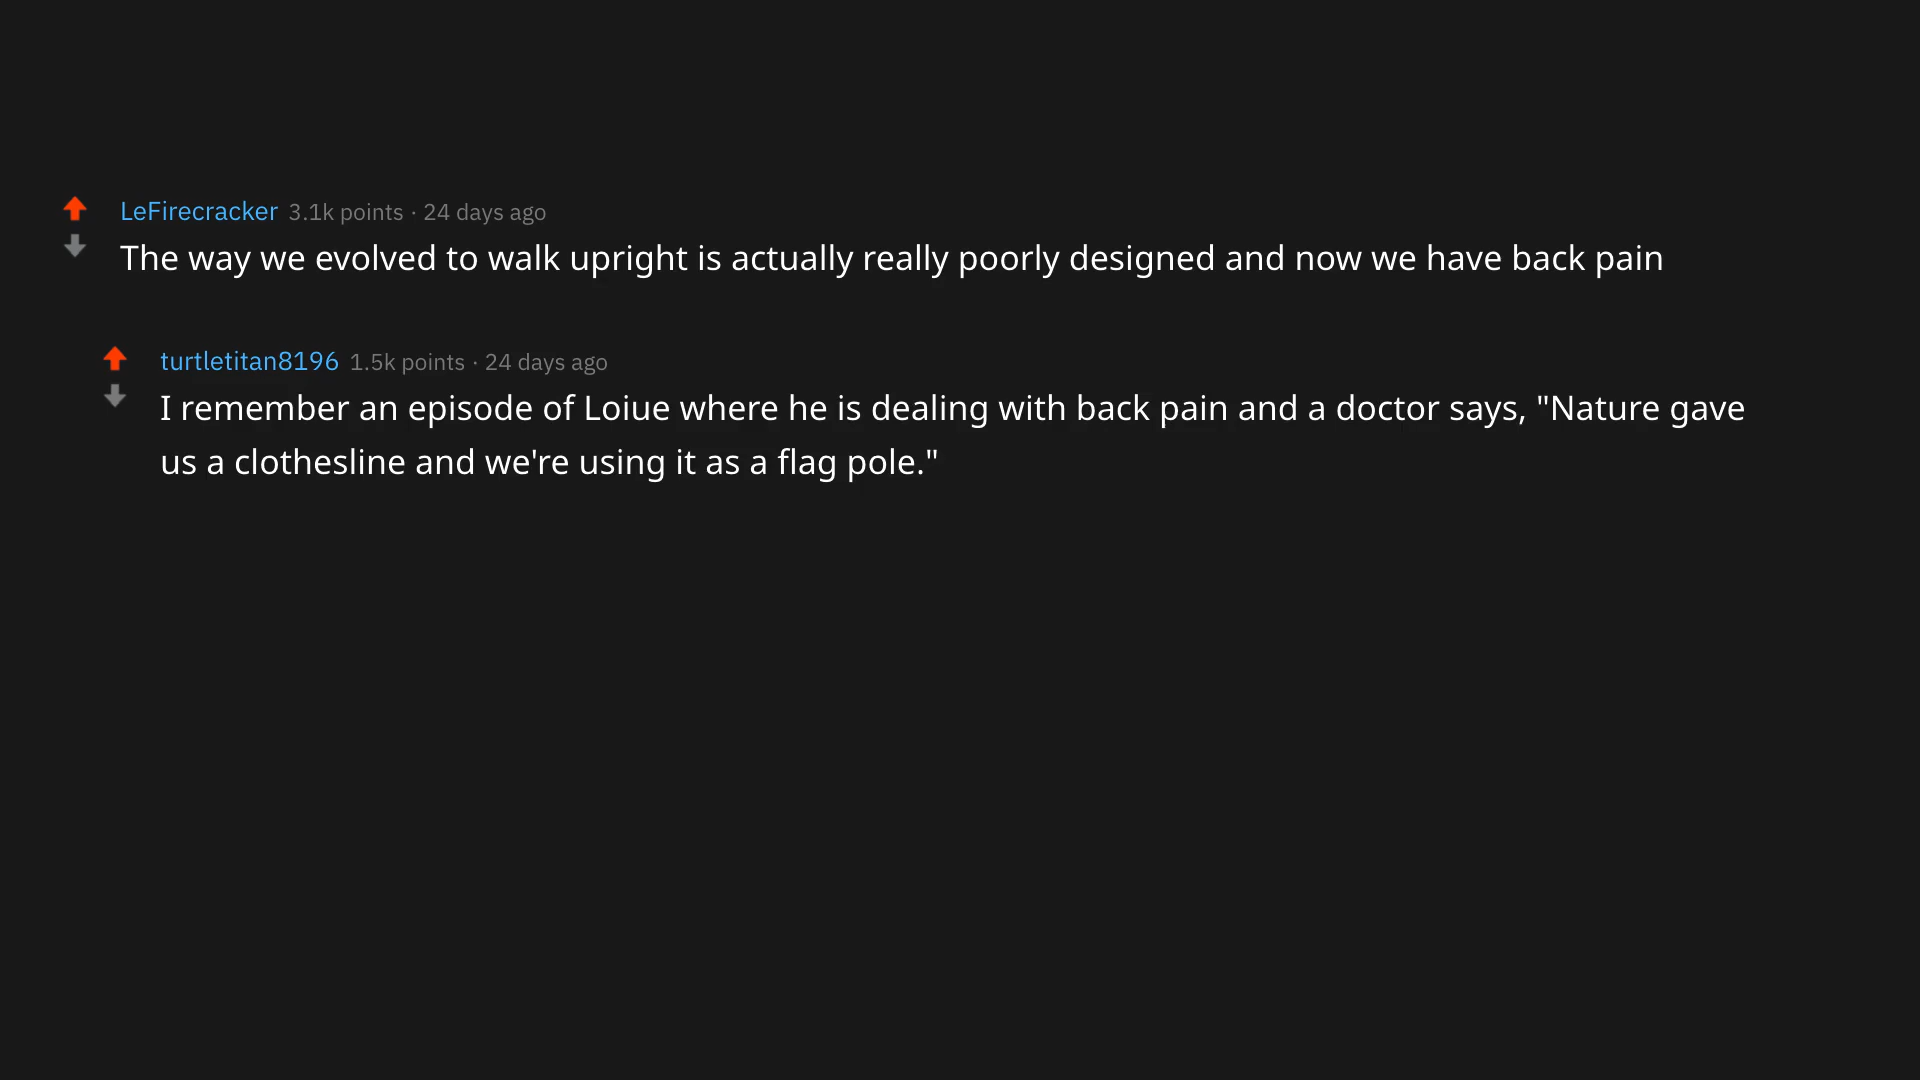 LeFirecracker 3.1k points · 24 days ago
The way we evolved to walk upright is actually really poorly designed and now we have back pain
turtletitan8196 1.5k points · 24 days ago
I remember an episode of Loiue where he is dealing with back pain and a doctor says, "Nature gave
us a clothesline and we're using it as a flag pole."